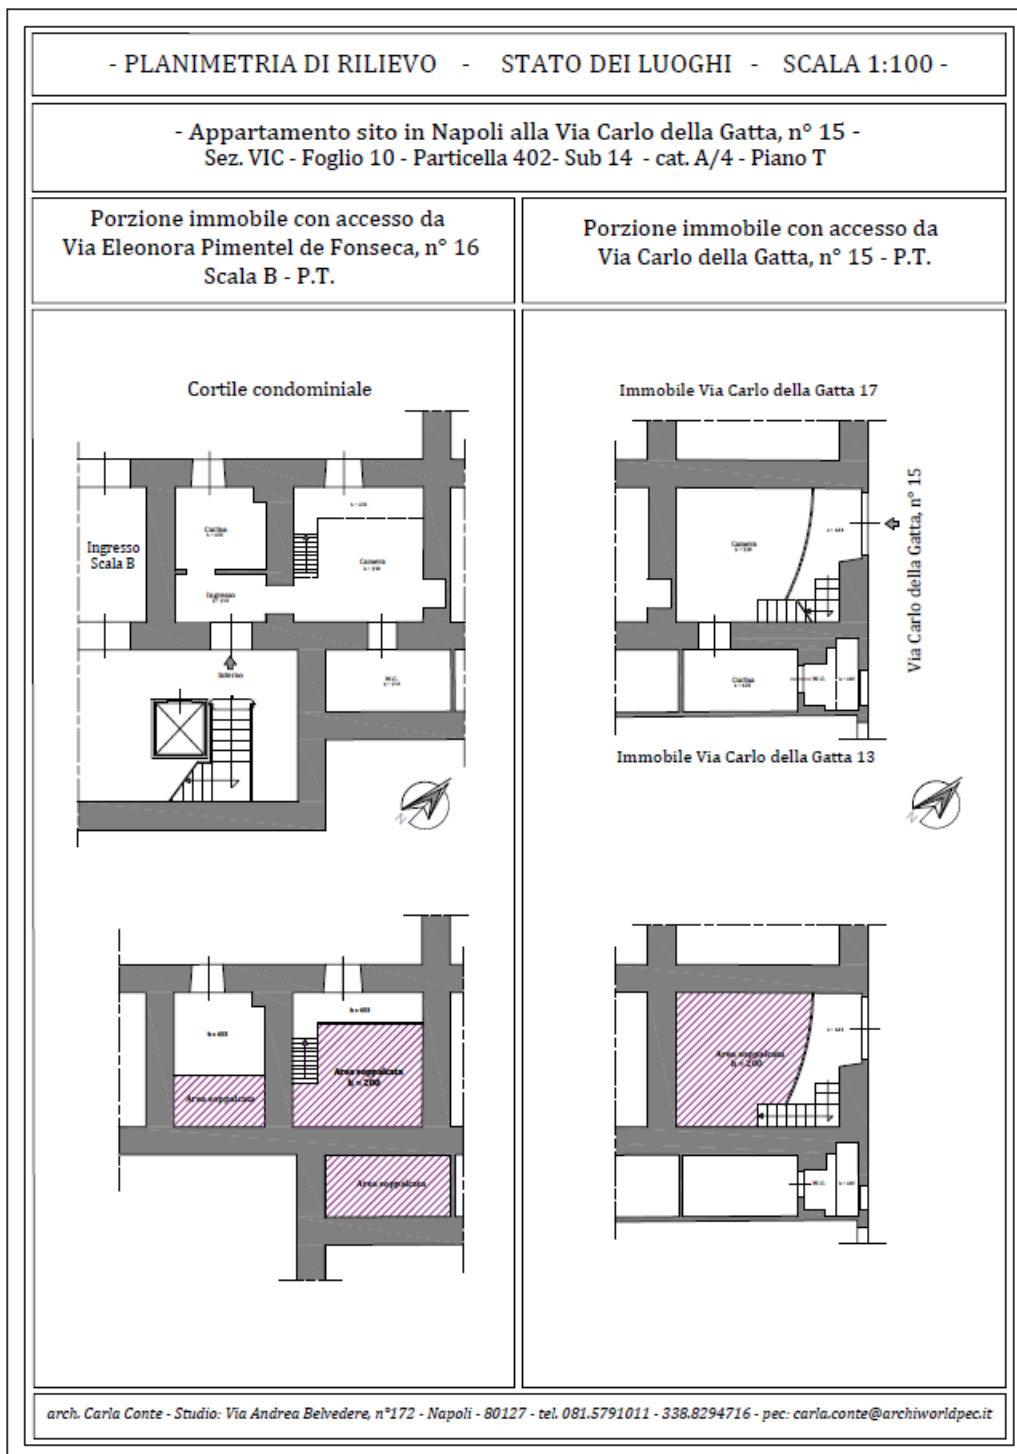 - PLANIMETRIA DI RILIEVO - STATO DEI LUOGHI - SCALA 1:100 -
- Appartamento sito in Napoli alla Via Carlo della Gatta, n° 15 -
Sez. VIC - Foglio 10 - Particella 402- Sub 14 - cat. A/4 - Piano T
Porzione immobile con accesso da
Via Eleonora Pimentel de Fonseca, n° 16
Scala B - P.T.
Porzione immobile con accesso da
Via Carlo della Gatta, n° 15 - P.T.
Cortile condominiale
Cucina
Ingresso
Scala B
Camera
Ingresso
Interno
W.C.
N
Immobile Via Carlo della Gatta 17
Camera
Via Carlo della Gatta, n° 15
Cucina
W.C.
Immobile Via Carlo della Gatta 13
N
Area soppalcata
h = 200
Area soppalcata
Area soppalcata
Area soppalcata
h = 200
W.C.
arch. Carla Conte - Studio: Via Andrea Belvedere, n°172 - Napoli - 80127 - tel. 081.5791011 - 338.8294716 - pec: carla.conte@archiworldpec.it